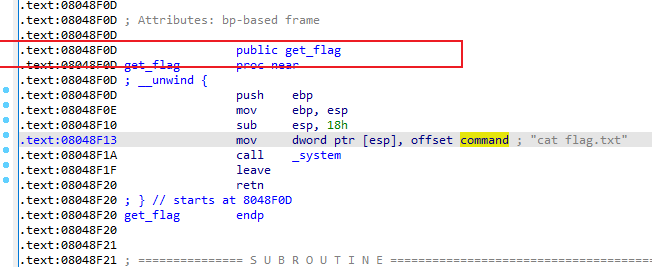 .text:08048F0D
.text:08048F0D ; Attributes: bp-based frame
.text:08048F0D
.text:08048F0D public get_flag
.text:08048F0D get_flag proc near
.text:08048F0D ; __unwind {
.text:08048F0D push ebp
.text:08048F0E mov ebp, esp
.text:08048F10 sub esp, 18h
.text:08048F13 mov dword ptr [esp], offset command ; "cat flag.txt"
.text:08048F1A call _system
.text:08048F1F leave
.text:08048F20 retn
.text:08048F20 ; } // starts at 8048F0D
.text:08048F20 get_flag endp
.text:08048F20
.text:08048F21
.text:08048F21 ; =============== S U B R O U T I N E =======================================